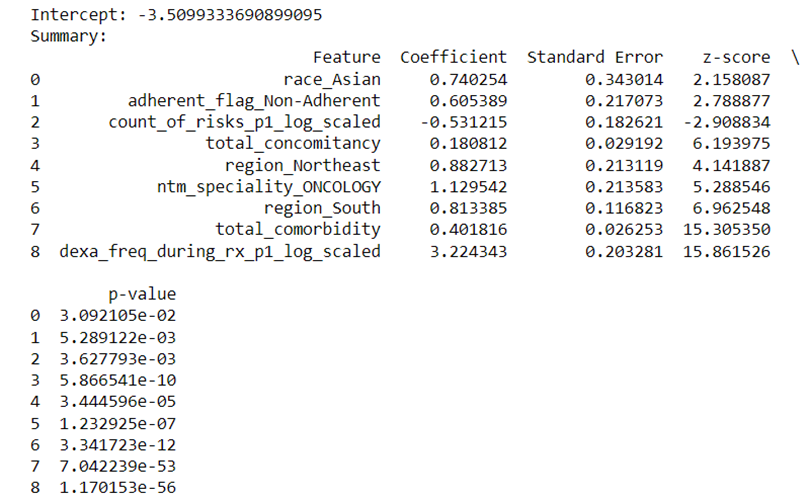 Intercept: -3.5099333690899095
Summary:
Feature Coefficient Standard Error z-score \
0 race_Asian 0.740254 0.343014 2.158087
1 adherent_flag_Non-Adherent 0.605389 0.217073 2.788877
2 count_of_risks_p1_log_scaled -0.531215 0.182621 -2.908834
3 total_concomitancy 0.180812 0.029192 6.193975
4 region_Northeast 0.882713 0.213119 4.141887
5 ntm_speciality_ONCOLOGY 1.129542 0.213583 5.288546
6 region_South 0.813385 0.116823 6.962548
7 total_comorbidity 0.401816 0.026253 15.305350
8 dexa_freq_during_rx_p1_log_scaled 3.224343 0.203281 15.861526
p-value
0 3.092105e-02
1 5.289122e-03
2 3.627793e-03
3 5.866541e-10
4 3.444596e-05
5 1.232925e-07
6 3.341723e-12
7 7.042239e-53
8 1.170153e-56